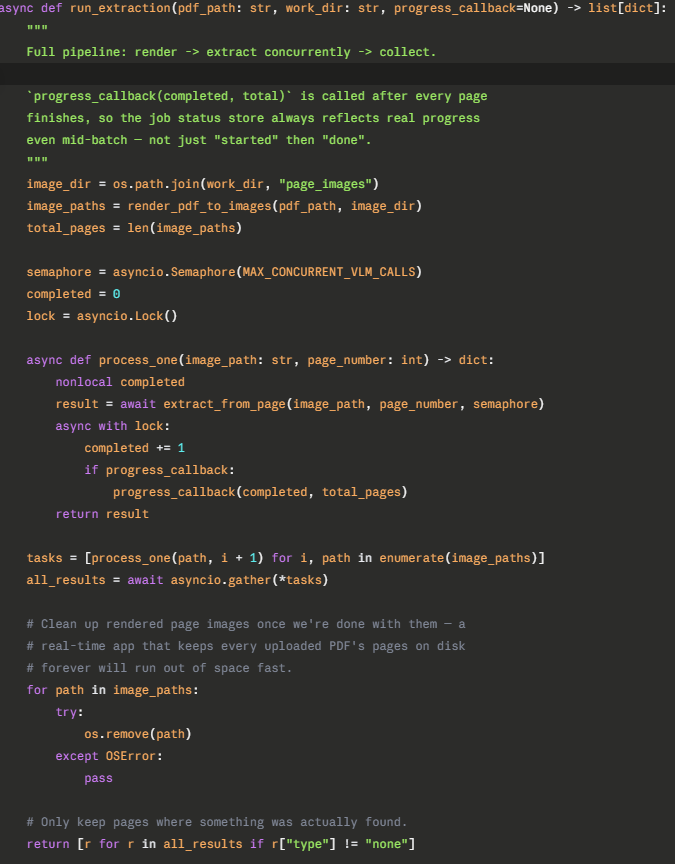 async def run_extraction(pdf_path: str, work_dir: str, progress_callback=None) -> list[dict]:
    """
    Full pipeline: render -> extract concurrently -> collect.

    `progress_callback(completed, total)` is called after every page
    finishes, so the job status store always reflects real progress
    even mid-batch — not just "started" then "done".
    """
    image_dir = os.path.join(work_dir, "page_images")
    image_paths = render_pdf_to_images(pdf_path, image_dir)
    total_pages = len(image_paths)

    semaphore = asyncio.Semaphore(MAX_CONCURRENT_VLM_CALLS)
    completed = 0
    lock = asyncio.Lock()

    async def process_one(image_path: str, page_number: int) -> dict:
        nonlocal completed
        result = await extract_from_page(image_path, page_number, semaphore)
        async with lock:
            completed += 1
            if progress_callback:
                progress_callback(completed, total_pages)
        return result

    tasks = [process_one(path, i + 1) for i, path in enumerate(image_paths)]
    all_results = await asyncio.gather(*tasks)

    # Clean up rendered page images once we're done with them — a
    # real-time app that keeps every uploaded PDF's pages on disk
    # forever will run out of space fast.
    for path in image_paths:
        try:
            os.remove(path)
        except OSError:
            pass

    # Only keep pages where something was actually found.
    return [r for r in all_results if r["type"] != "none"]